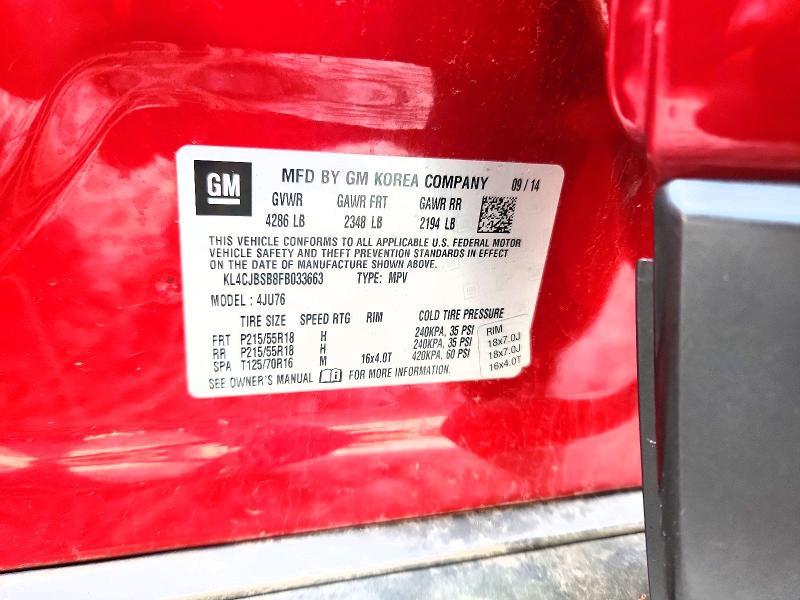 GM MFD BY GM KOREA COMPANY 09/14
GVWR GAWR FRT GAWR RR
4286 LB 2348 LB 2194 LB
THIS VEHICLE CONFORMS TO ALL APPLICABLE U.S. FEDERAL MOTOR
VEHICLE SAFETY AND THEFT PREVENTION STANDARDS IN EFFECT
ON THE DATE OF MANUFACTURE SHOWN ABOVE.
KL4CJBSB8FB033663 TYPE: MPV
MODEL: 4JU76
TIRE SIZE SPEED RTG RIM COLD TIRE PRESSURE
FRT P215/55R18 H 240KPA, 35 PSI
RR P215/55R18 H 240KPA, 35 PSI
SPA T125/70R16 M 16x4.0T 420KPA, 60 PSI
RIM
18x7.0J
18x7.0J
16x4.0T
SEE OWNER'S MANUAL FOR MORE INFORMATION.